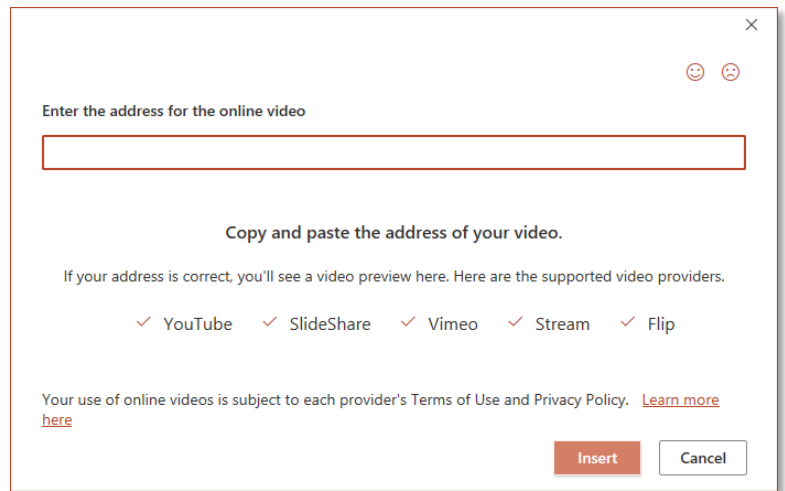 Enter the address for the online video
Copy and paste the address of your video.
If your address is correct, you'll see a video preview here. Here are the supported video providers.
YouTube SlideShare Vimeo Stream Flip
Your use of online videos is subject to each provider's Terms of Use and Privacy Policy. Learn more
here
Insert Cancel